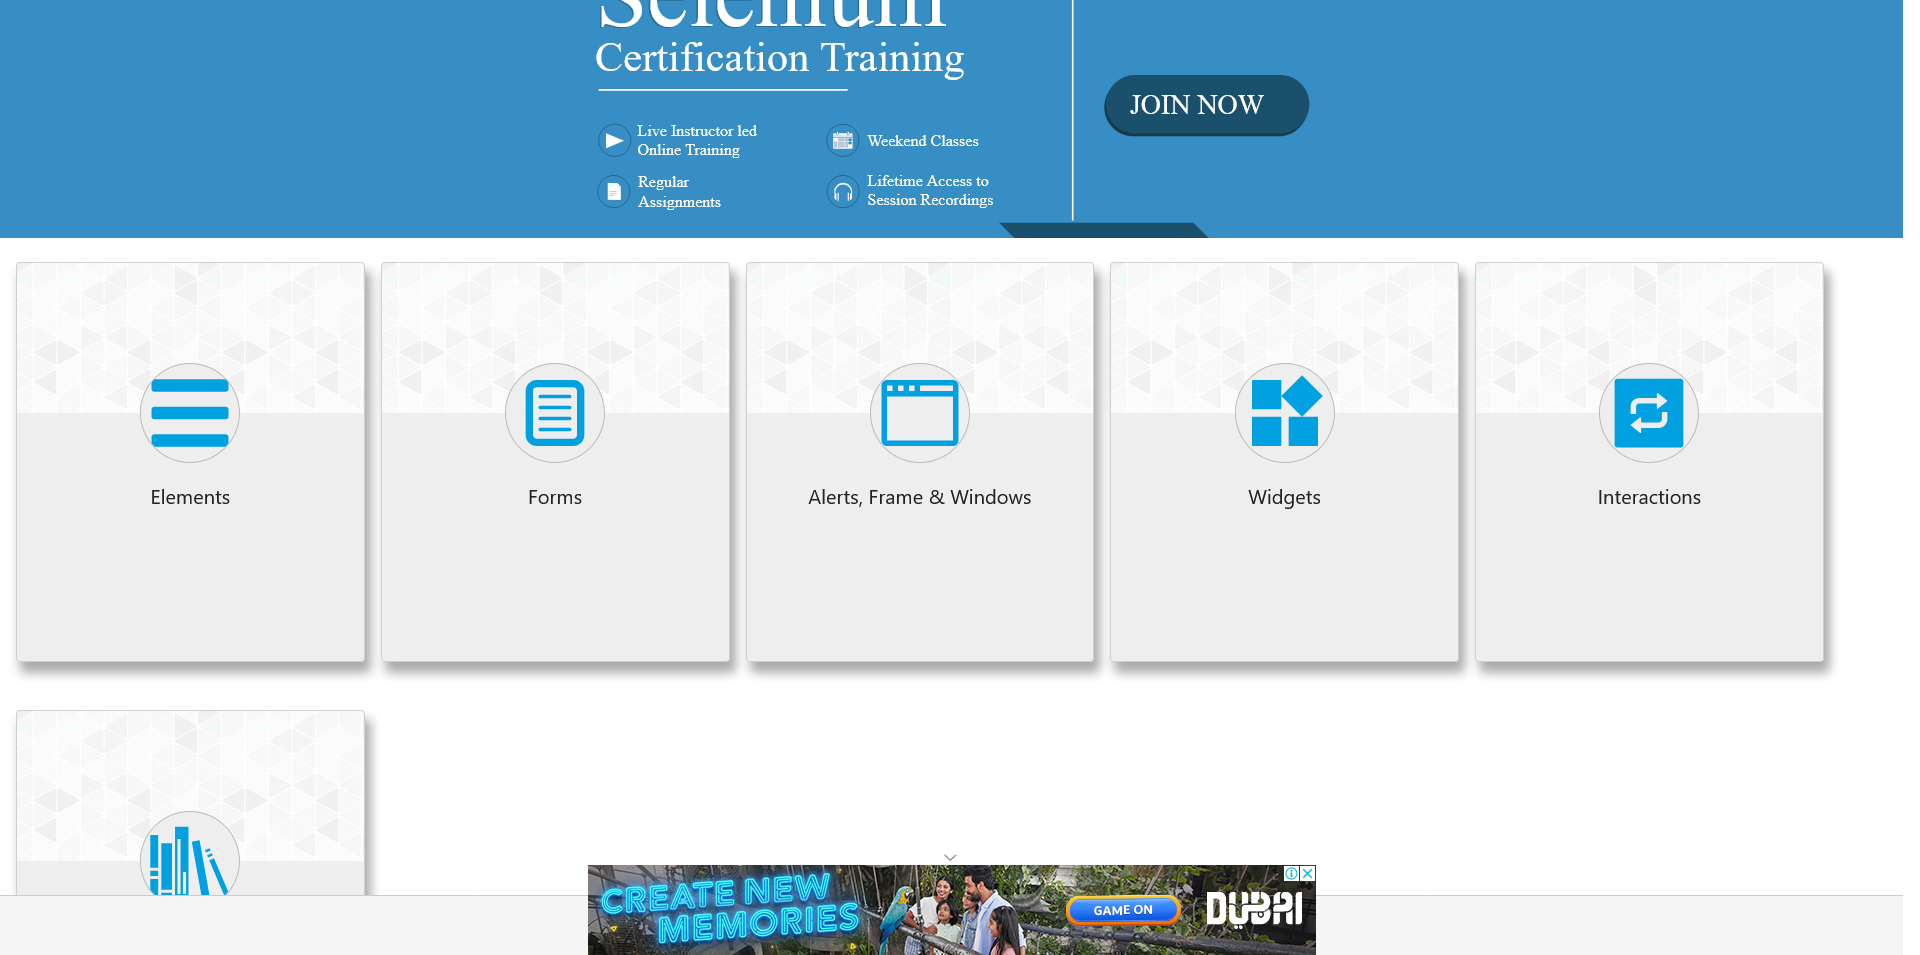 Selenium
Certification Training
JOIN NOW
Live Instructor led
Online Training
Weekend Classes
Regular
Assignments
Lifetime Access to
Session Recordings
Elements
Forms
Alerts, Frame & Windows
Widgets
Interactions
CREATE NEW
MEMORIES
GAME ON
DUBAI